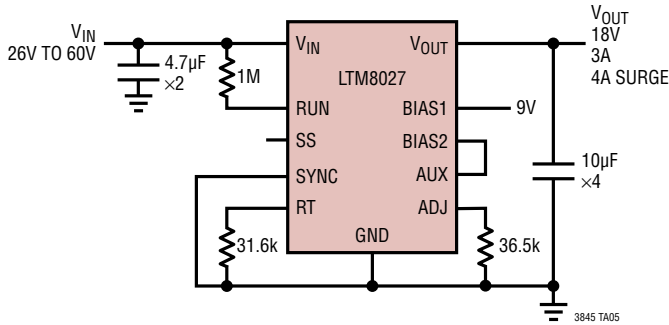 VIN
26V TO 60V
4.7µF
×2
1M
VIN
RUN
SS
SYNC
RT
LTM8027
GND
VOUT
BIAS1
BIAS2
AUX
ADJ
9V
31.6k
36.5k
VOUT
18V
3A
4A SURGE
10µF
×4
3845 TA05